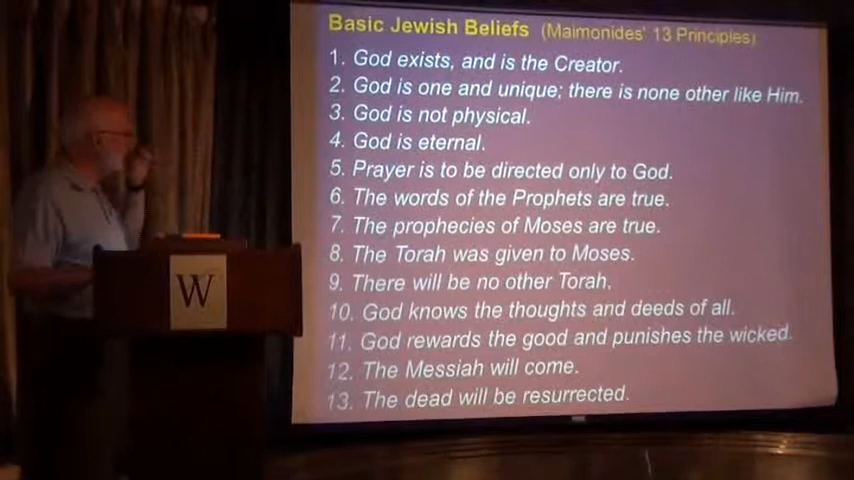 Basic Jewish Beliefs (Maimonides' 13 Principles)
1. God exists, and is the Creator.
2. God is one and unique; there is none other like Him.
3. God is not physical.
4. God is eternal.
5. Prayer is to be directed only to God.
6. The words of the Prophets are true.
7. The prophecies of Moses are true.
8. The Torah was given to Moses.
9. There will be no other Torah.
10. God knows the thoughts and deeds of all.
11. God rewards the good and punishes the wicked.
12. The Messiah will come.
13. The dead will be resurrected.
W